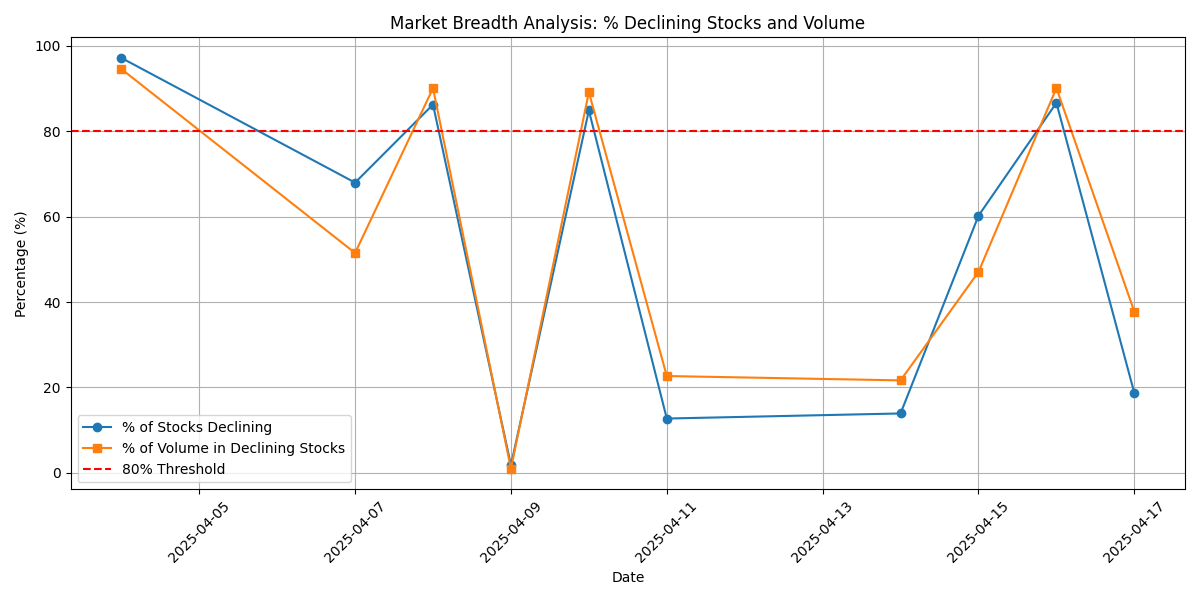 Market Breadth Analysis: % Declining Stocks and Volume
Percentage (%)
100
80
60
40
20
0
% of Stocks Declining
% of Volume in Declining Stocks
80% Threshold
2025-04-05
2025-04-07
2025-04-09
2025-04-11
2025-04-13
2025-04-15
2025-04-17
Date